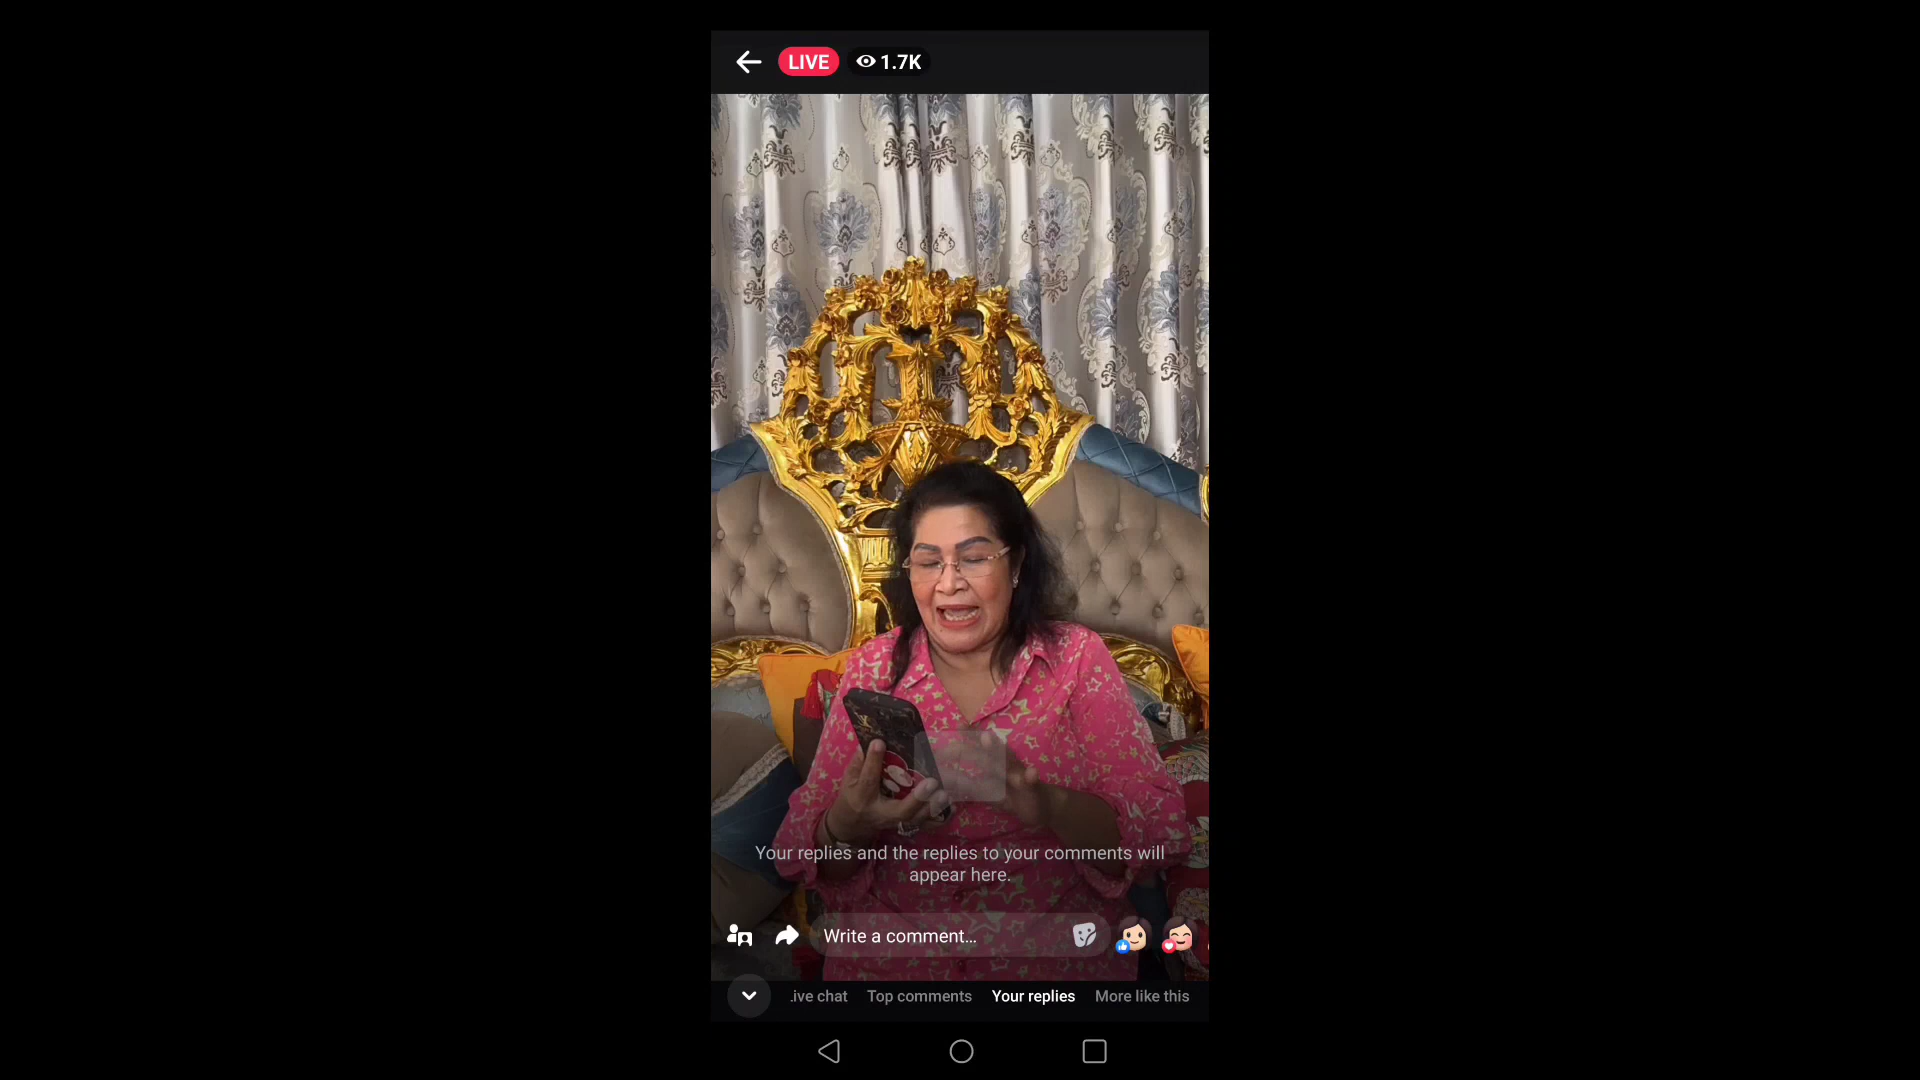 LIVE 1.7K
Your replies and the replies to your comments will
appear here.
Write a comment...
Live chat Top comments Your replies More like this